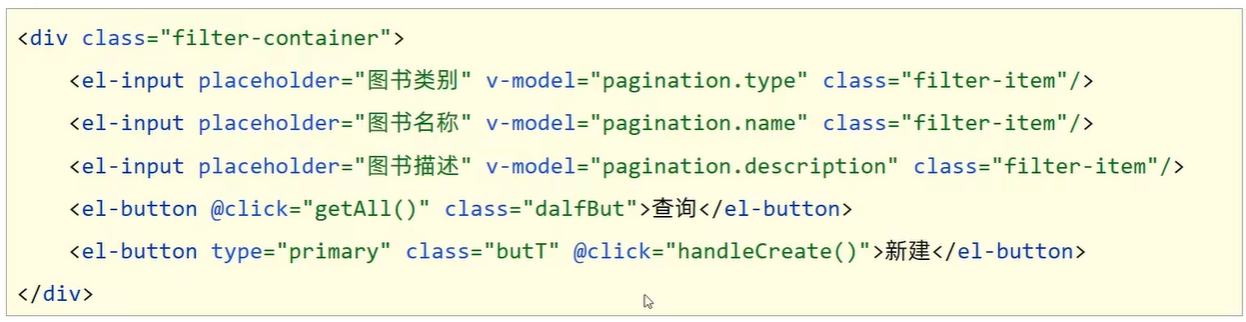 <div class="filter-container">
    <el-input placeholder="图书类别" v-model="pagination.type" class="filter-item"/>
    <el-input placeholder="图书名称" v-model="pagination.name" class="filter-item"/>
    <el-input placeholder="图书描述" v-model="pagination.description" class="filter-item"/>
    <el-button @click="getAll()" class="dalfBut">查询</el-button>
    <el-button type="primary" class="butT" @click="handleCreate()">新建</el-button>
</div>